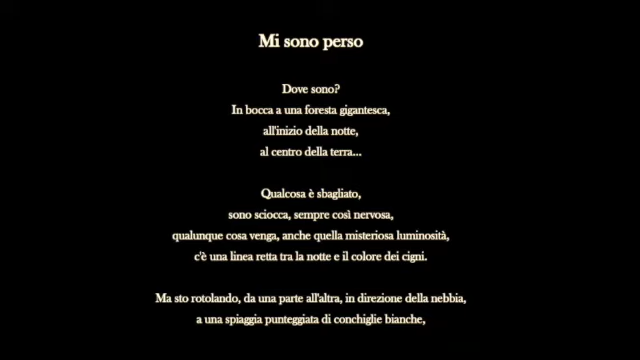 Mi sono perso
Dove sono?
In bocca a una foresta gigantesca,
all'inizio della notte,
al centro della terra...
Qualcosa è sbagliato,
sono sciocca, sempre così nervosa,
qualunque cosa venga, anche quella misteriosa luminosità,
c'è una linea retta tra la notte e il colore dei cigni.
Ma sto rotolando, da una parte all'altra, in direzione della nebbia,
a una spiaggia punteggiata di conchiglie bianche,